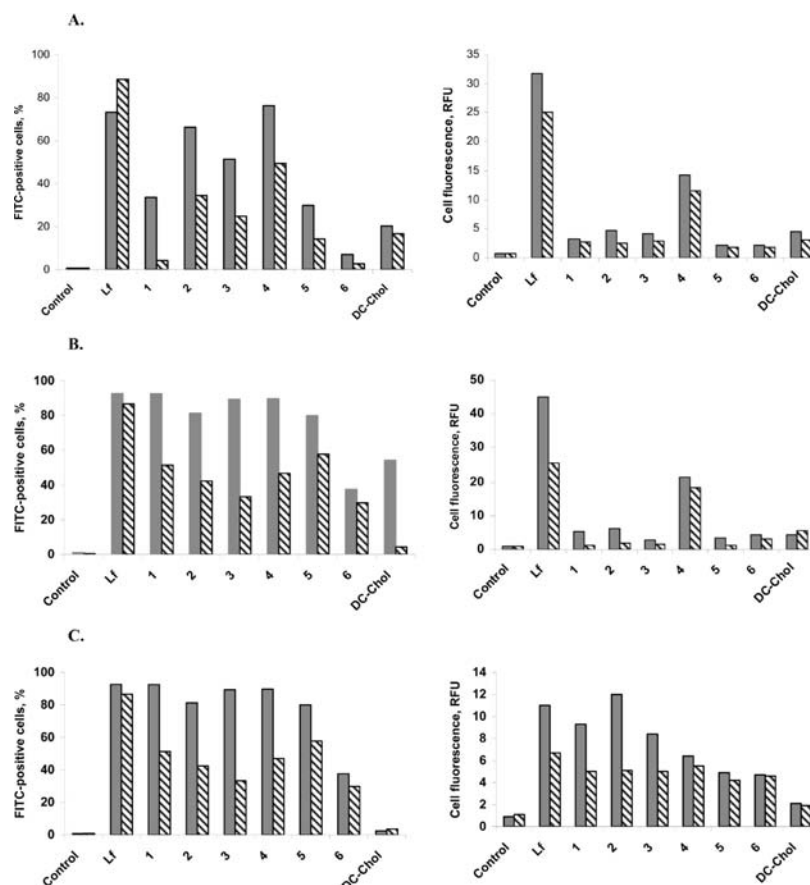 A.
FITC-positive cells, %
100
80
60
40
20
0
Control
Lf
1
2
3
4
5
6
DC-Chol
Cell fluorescence, RFU
35
30
25
20
15
10
5
0
Control
Lf
1
2
3
4
5
6
DC-Chol
B.
FITC-positive cells, %
100
80
60
40
20
0
Control
Lf
1
2
3
4
5
6
DC-Chol
Cell fluorescence, RFU
50
40
30
20
10
0
Control
Lf
1
2
3
4
5
6
DC-Chol
C.
FITC-positive cells, %
100
80
60
40
20
0
Control
Lf
1
2
3
4
5
6
DC-Chol
Cell fluorescence, RFU
14
12
10
8
6
4
2
0
Control
Lf
1
2
3
4
5
6
DC-Chol